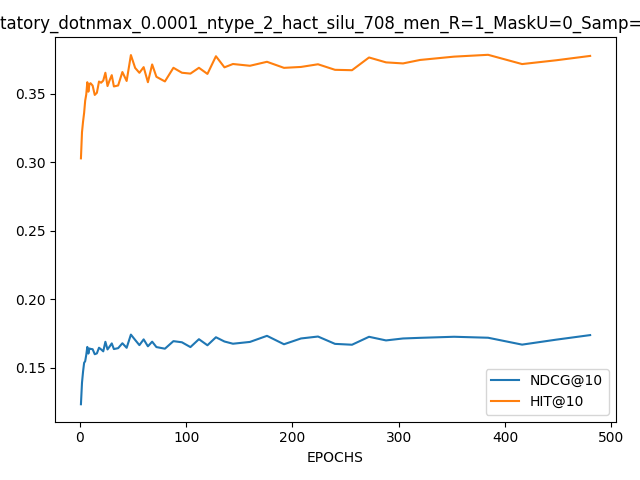 tatory_dotnmax_0.0001_ntype_2_hact_silu_708_men_R=1_MaskU=0_Samp=
0.35
0.30
0.25
0.20
0.15
0 100 200 300 400 500
EPOCHS
NDCG@10
HIT@10